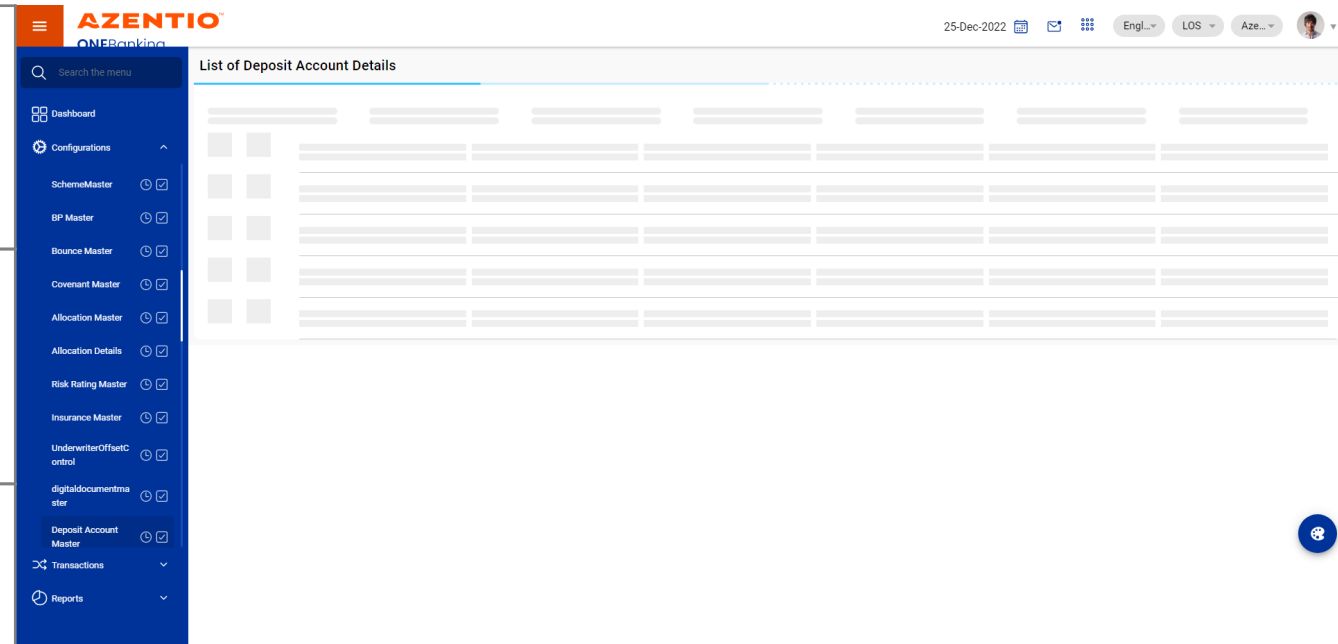 AZENTIO™
ONEBanking
25-Dec-2022
Engl...
LOS
Aze...
Search the menu
List of Deposit Account Details
Dashboard
Configurations
SchemeMaster
BP Master
Bounce Master
Covenant Master
Allocation Master
Allocation Details
Risk Rating Master
Insurance Master
UnderwriterOffsetC
ontrol
digitaldocumentma
ster
Deposit Account
Master
Transactions
Reports